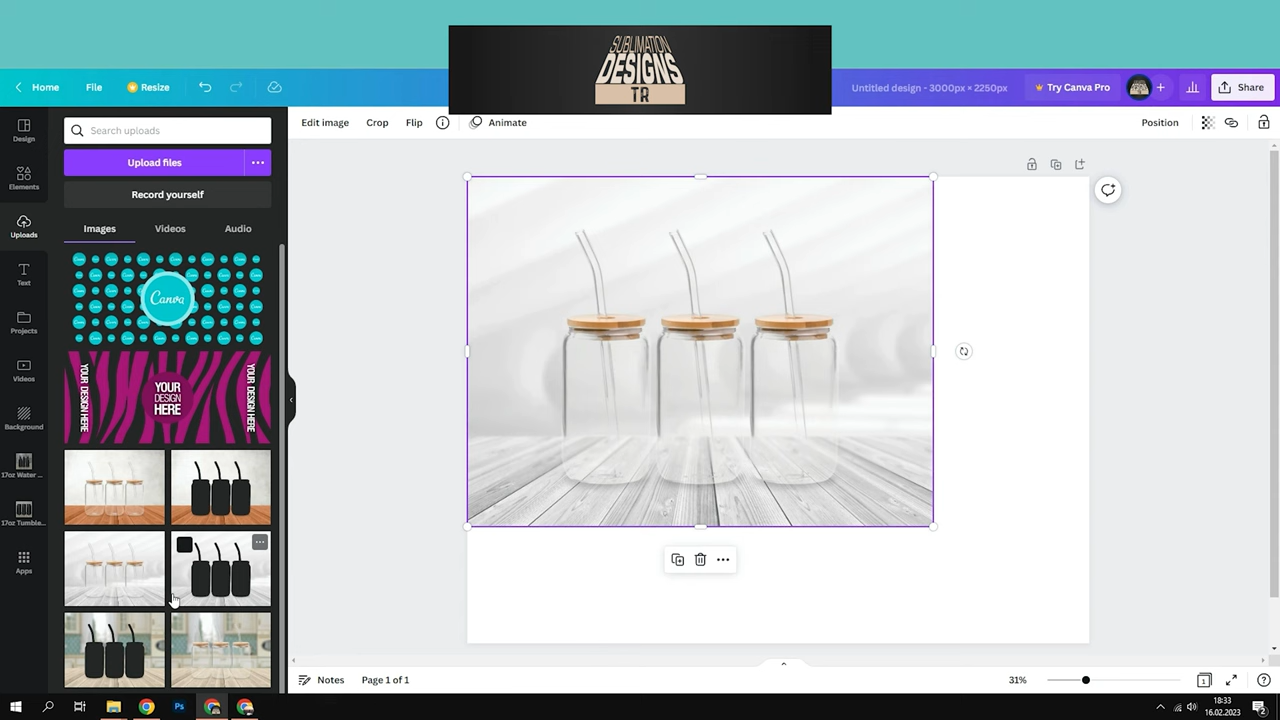 SUBLIMATION
DESIGNS
TR
Home
File
Resize
Untitled design - 3000px × 2250px
Try Canva Pro
Share
Design
Elements
Uploads
Text
Projects
Videos
Background
17oz Water ...
17oz Tumble...
Apps
Search uploads
Upload files
Record yourself
Images
Videos
Audio
Canva
YOUR DESIGN HERE
YOUR
DESIGN
HERE
YOUR DESIGN HERE
Edit image
Crop
Flip
Animate
Position
Notes
Page 1 of 1
31%
1
18:33
16.02.2023
2